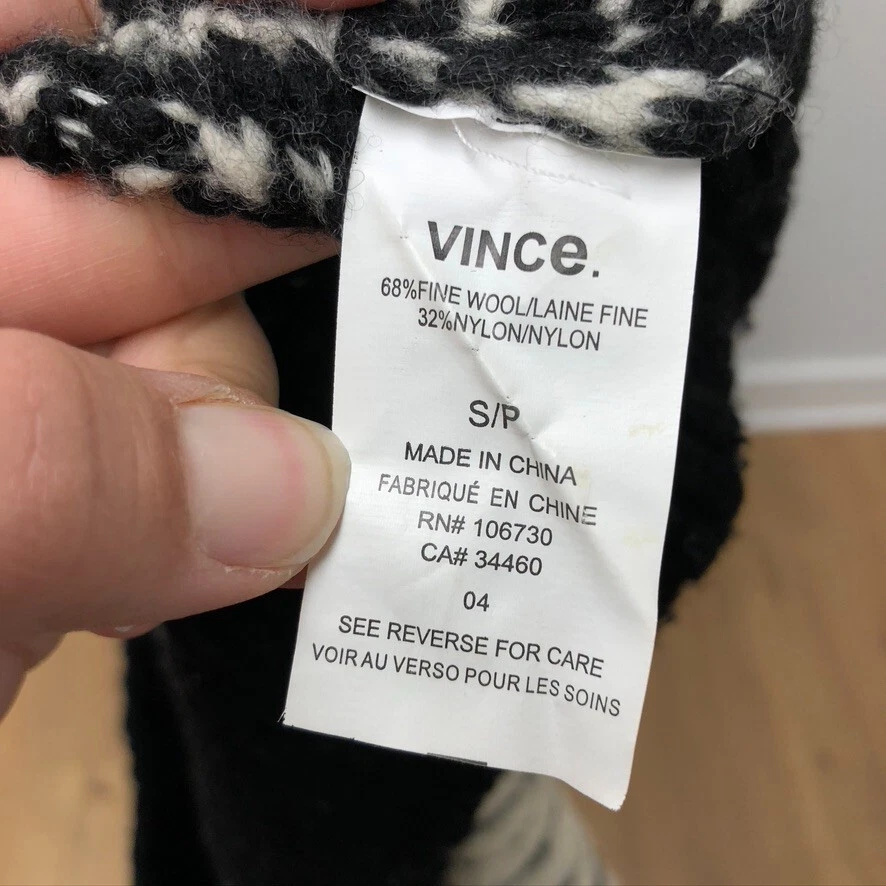 VINCe.
68%FINE WOOL/LAINE FINE
32%NYLON/NYLON
S/P
MADE IN CHINA
FABRIQUÉ EN CHINE
RN# 106730
CA# 34460
04
SEE REVERSE FOR CARE
VOIR AU VERSO POUR LES SOINS